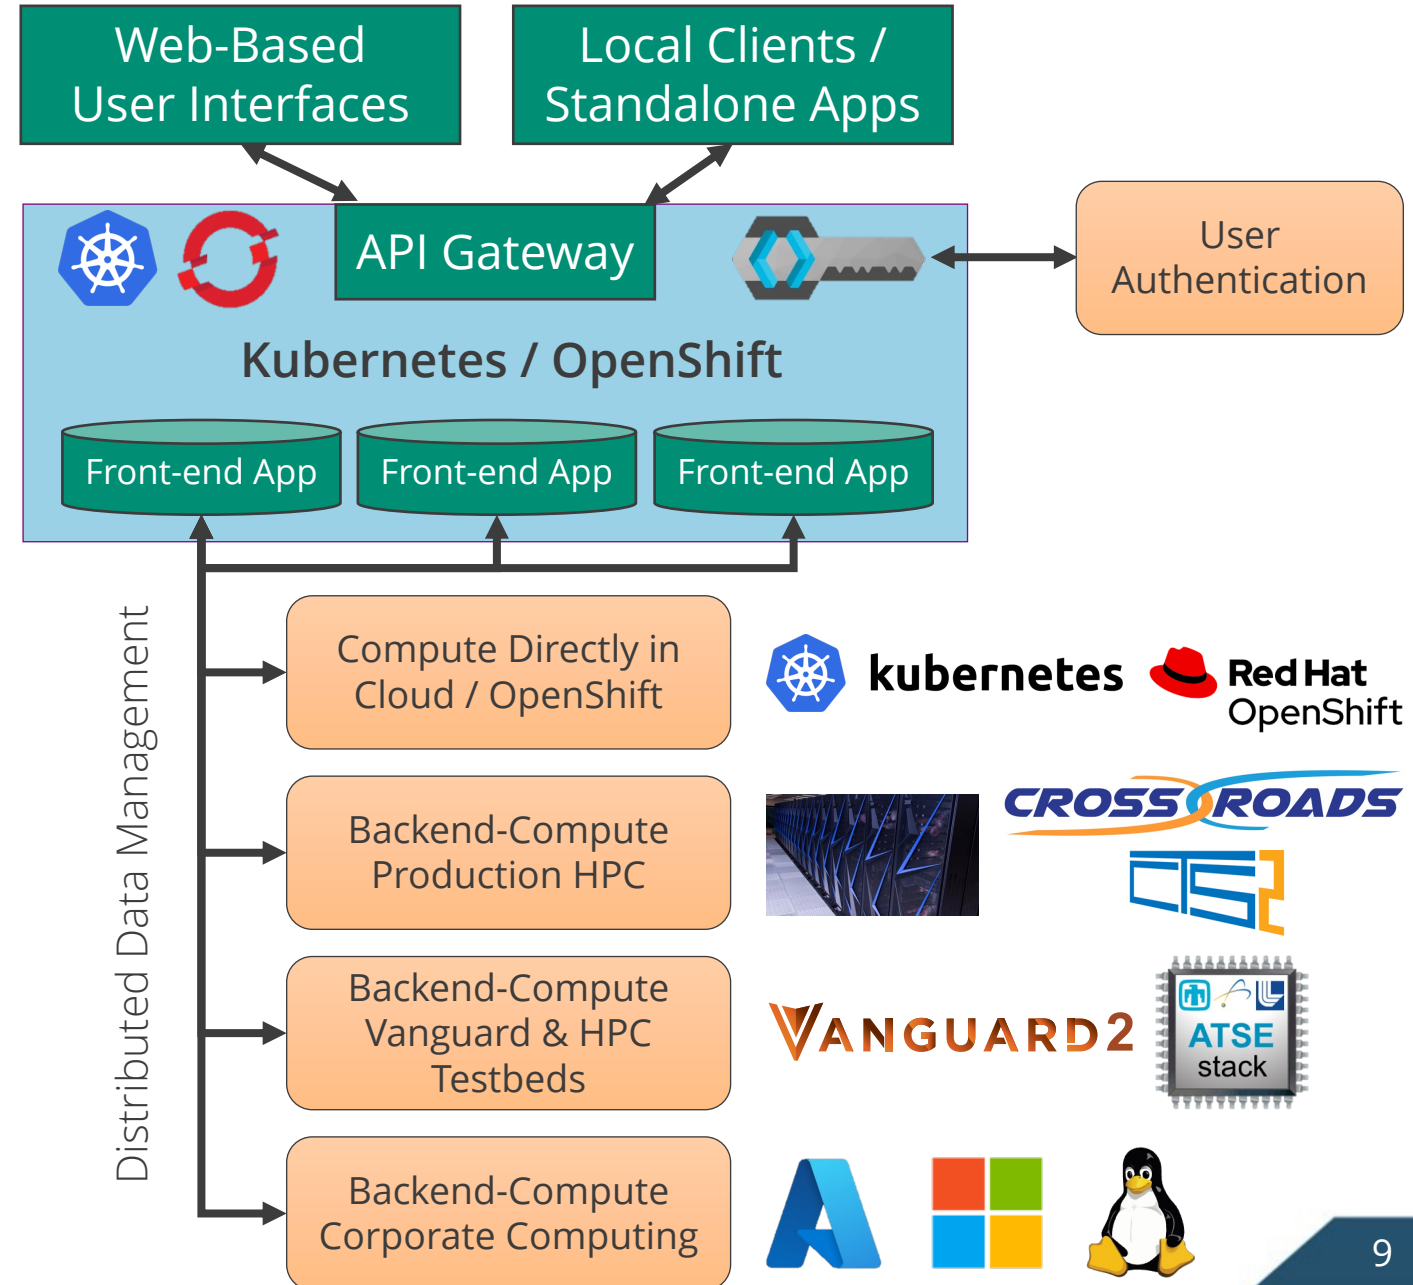 Web-Based
User Interfaces
Local Clients /
Standalone Apps
API Gateway
User
Authentication
Kubernetes / OpenShift
Front-end App
Front-end App
Front-end App
Distributed Data Management
Compute Directly in
Cloud / OpenShift
kubernetes
Red Hat
OpenShift
Backend-Compute
Production HPC
CROSSROADS
CTS2
Backend-Compute
Vanguard & HPC
Testbeds
VANGUARD2
ATSE
stack
Backend-Compute
Corporate Computing
9